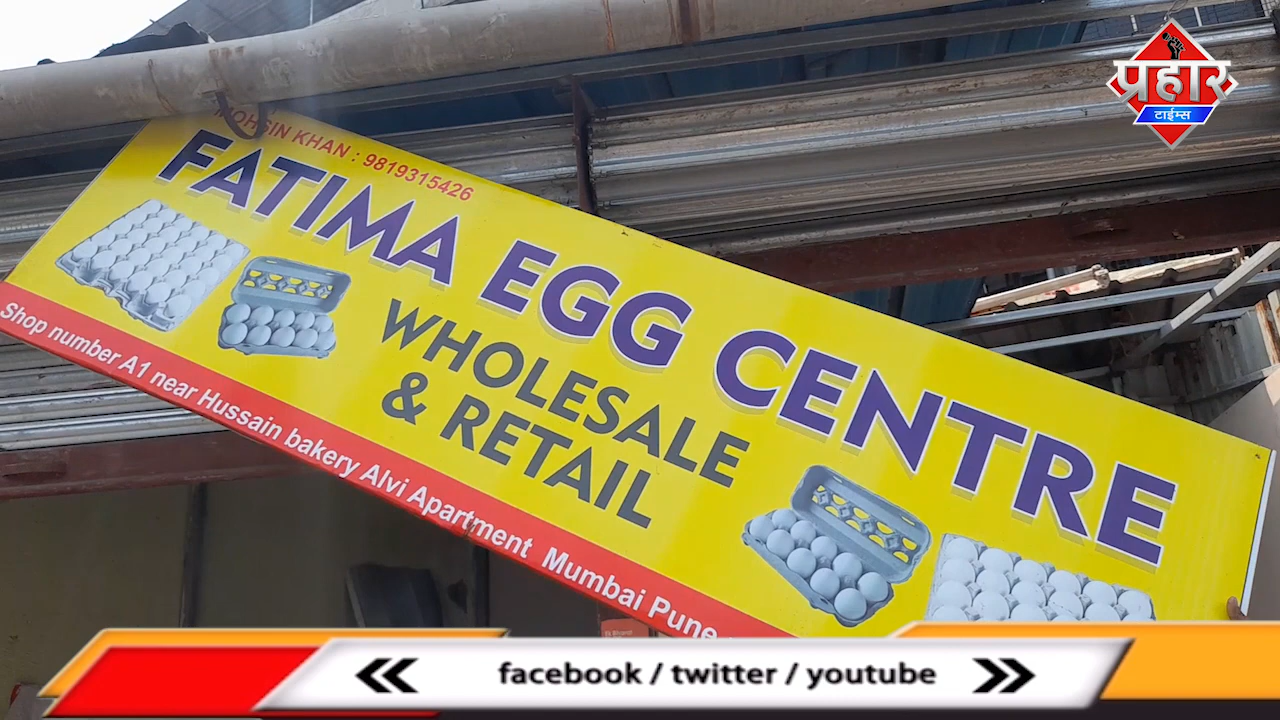 प्रहार
टाईम्स
MOHSIN KHAN : 9819315426
FATIMA EGG CENTRE
WHOLESALE
& RETAIL
Shop number A1 near Hussain bakery Alvi Apartment Mumbai Pune
facebook / twitter / youtube